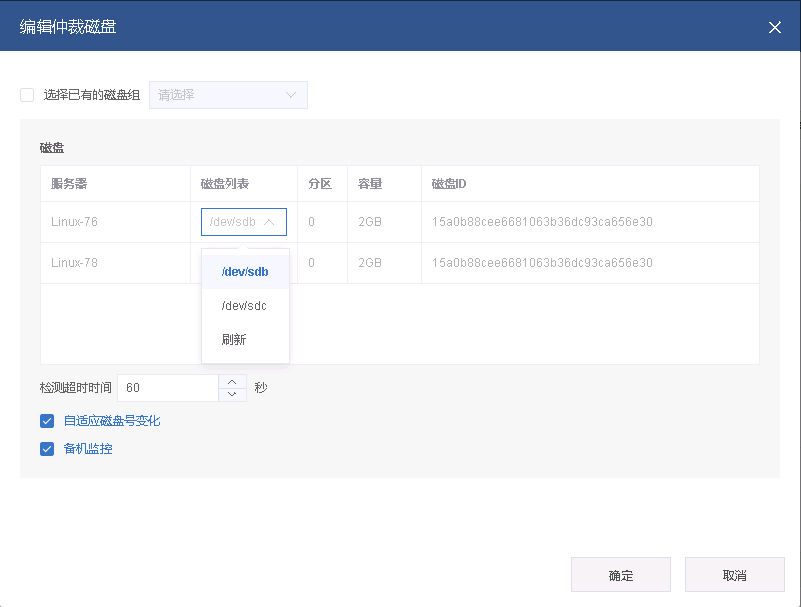 编辑仲裁磁盘
选择已有的磁盘组 请选择
磁盘
服务器 磁盘列表 分区 容量 磁盘ID
Linux-76 /dev/sdb 0 2GB 15a0b88cee6681063b36dc93ca656e30
Linux-78 0 2GB 15a0b88cee6681063b36dc93ca656e30
/dev/sdb
/dev/sdc
刷新
检测超时时间 60 秒
自适应磁盘号变化
备机监控
确定 取消